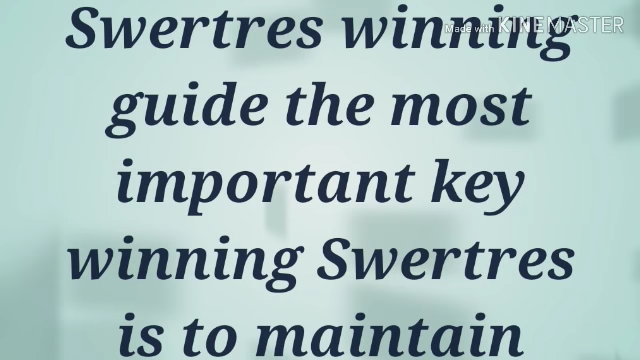 Swertres winning
Made with KINEMASTER
guide the most
important key
winning Swertres
is to maintain